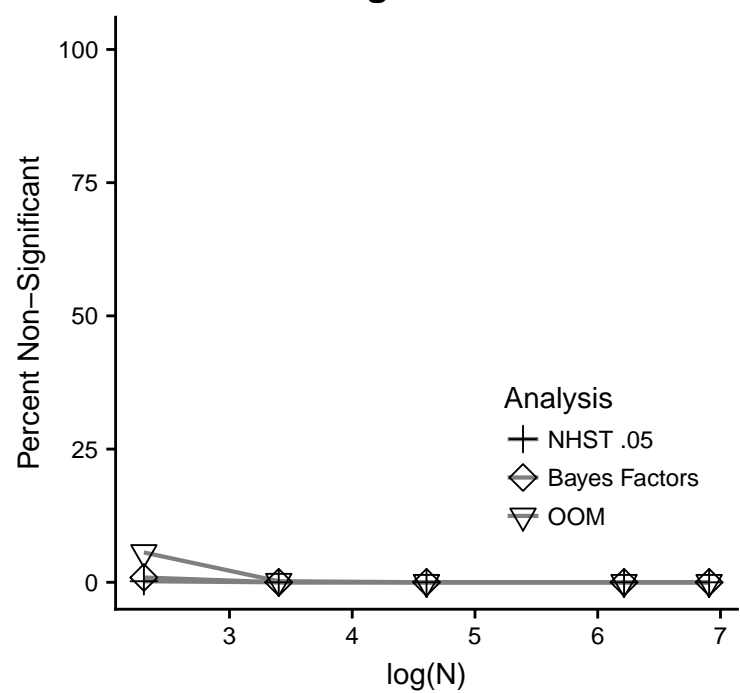 100
75
50
25
0
Percent Non−Significant
Analysis
NHST .05
Bayes Factors
OOM
3 4 5 6 7
log(N)